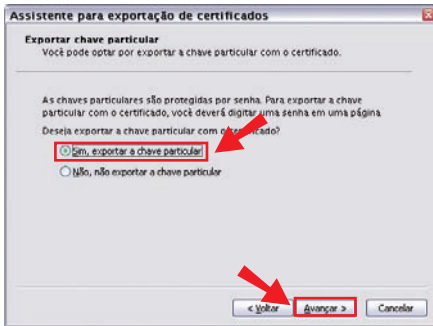 Assistente para exportação de certificados
Exportar chave particular
Você pode optar por exportar a chave particular com o certificado.
As chaves particulares são protegidas por senha. Para exportar a chave
particular com o certificado, você deverá digitar uma senha em uma página
Deseja exportar a chave particular com o certificado?
Sim, exportar a chave particular
Não, não exportar a chave particular
< Voltar Avançar > Cancelar